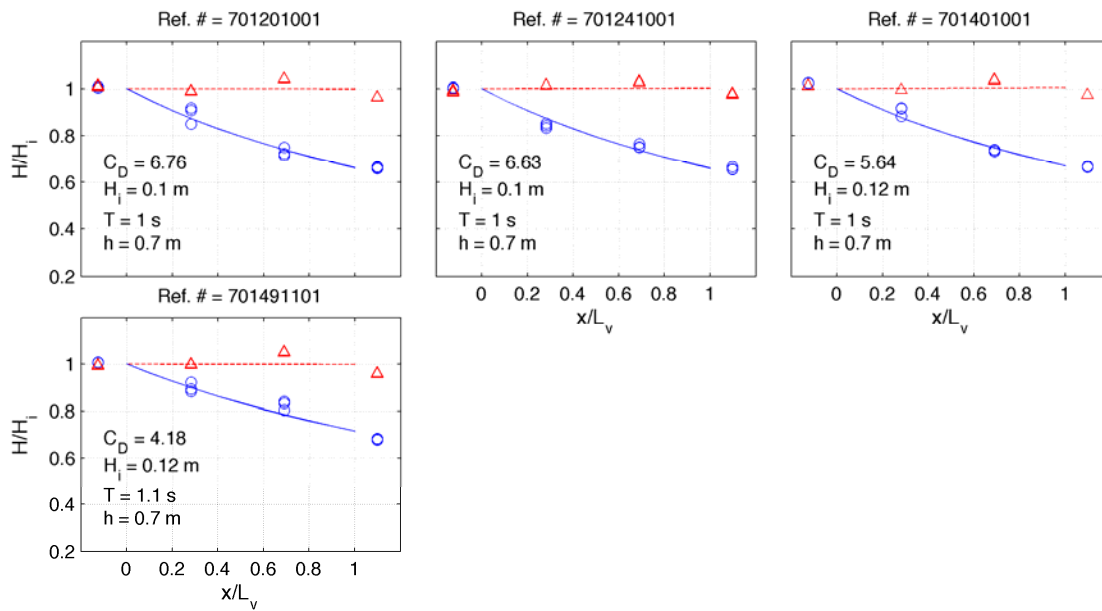 Ref. # = 701201001
Ref. # = 701241001
Ref. # = 701401001
1
0.8
0.6
0.4
0.2
H/H_i
C_D = 6.76
H_i = 0.1 m
T = 1 s
h = 0.7 m
C_D = 6.63
H_i = 0.1 m
T = 1 s
h = 0.7 m
0 0.2 0.4 0.6 0.8 1
x/L_v
C_D = 5.64
H_i = 0.12 m
T = 1 s
h = 0.7 m
0 0.2 0.4 0.6 0.8 1
x/L_v
Ref. # = 701491101
1
0.8
0.6
0.4
0.2
H/H_i
C_D = 4.18
H_i = 0.12 m
T = 1.1 s
h = 0.7 m
0 0.2 0.4 0.6 0.8 1
x/L_v